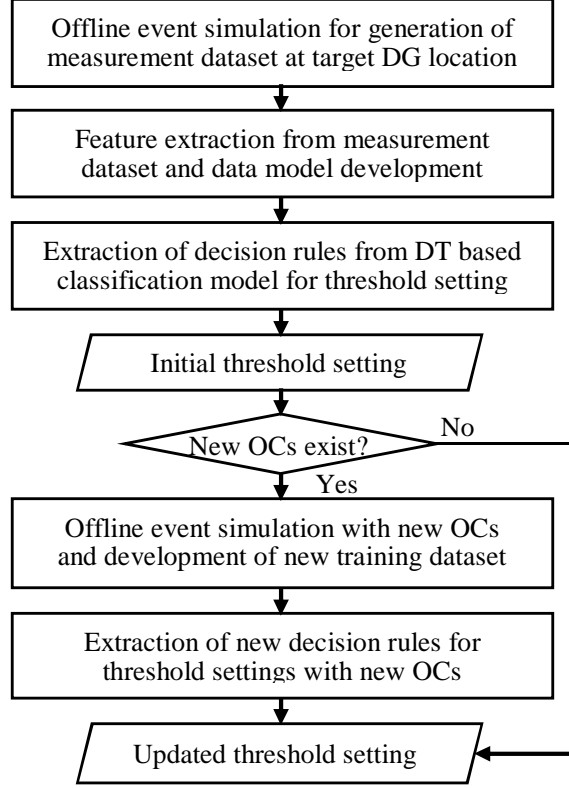 Offline event simulation for generation of
measurement dataset at target DG location
Feature extraction from measurement
dataset and data model development
Extraction of decision rules from DT based
classification model for threshold setting
Initial threshold setting
New OCs exist?
No
Yes
Offline event simulation with new OCs
and development of new training dataset
Extraction of new decision rules for
threshold settings with new OCs
Updated threshold setting